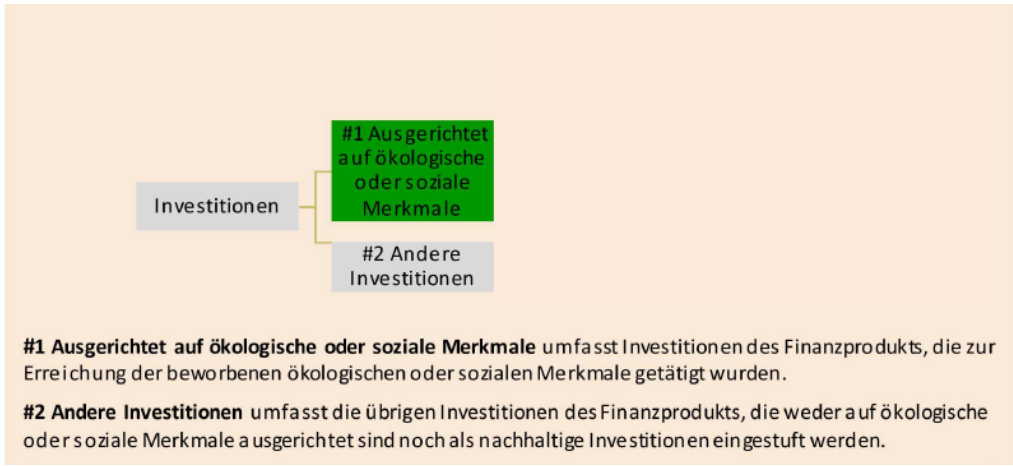 #1 Ausgerichtet
auf ökologische
oder soziale
Merkmale
Investitionen
#2 Andere
Investitionen
#1 Ausgerichtet auf ökologische oder soziale Merkmale umfasst Investitionen des Finanzprodukts, die zur
Erreichung der beworbenen ökologischen oder sozialen Merkmale getätigt wurden.
#2 Andere Investitionen umfasst die übrigen Investitionen des Finanzprodukts, die weder auf ökologische
oder soziale Merkmale ausgerichtet sind noch als nachhaltige Investitionen eingestuft werden.